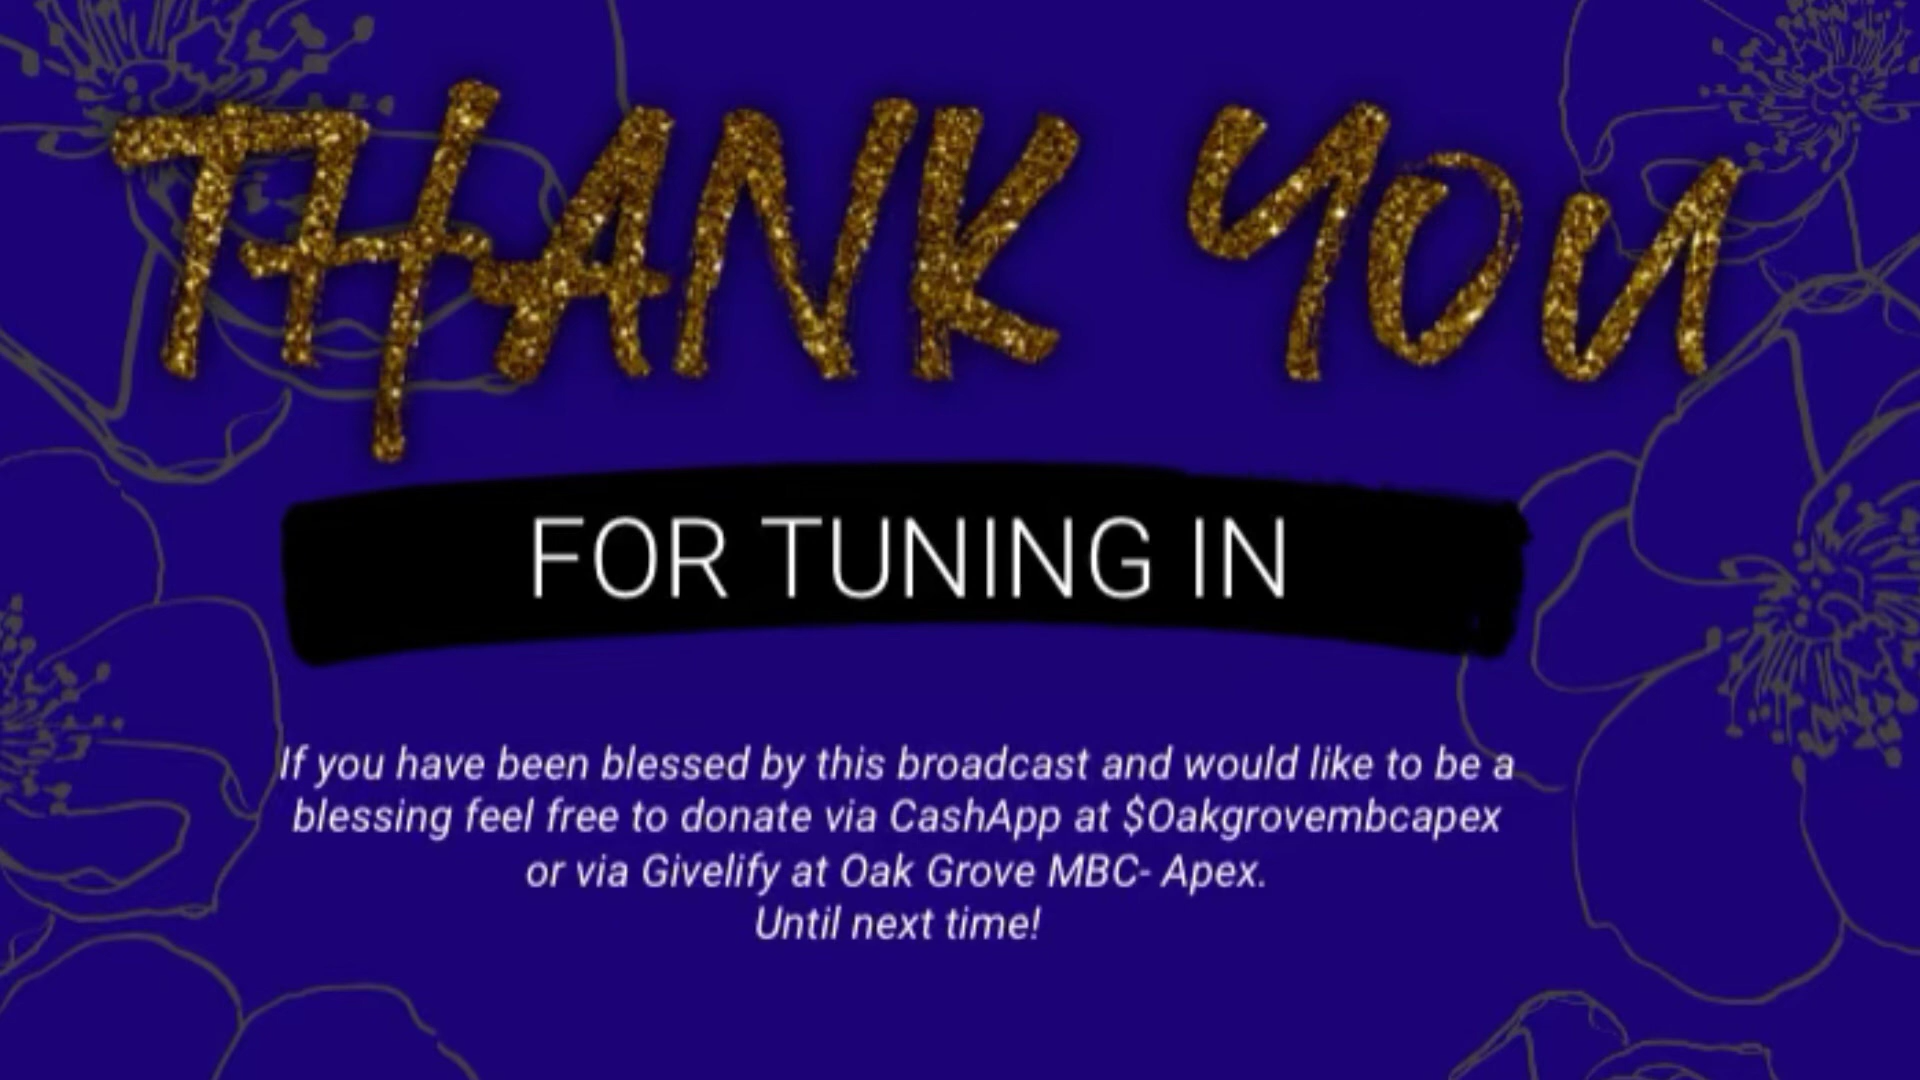 THANK YOU
FOR TUNING IN
If you have been blessed by this broadcast and would like to be a
blessing feel free to donate via CashApp at $Oakgrovembcapex
or via Givelify at Oak Grove MBC- Apex.
Until next time!